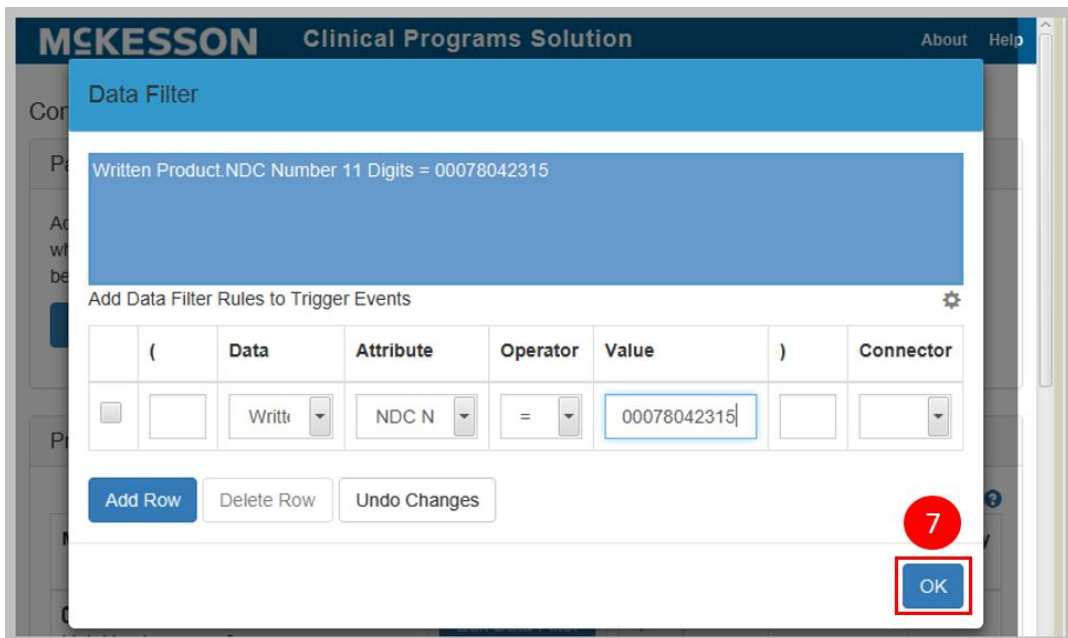 MCKESSON Clinical Programs Solution About Help
Data Filter
Written Product.NDC Number 11 Digits = 00078042315
Add Data Filter Rules to Trigger Events
( Data Attribute Operator Value ) Connector
NDC N = 00078042315
Add Row Delete Row Undo Changes
7
OK